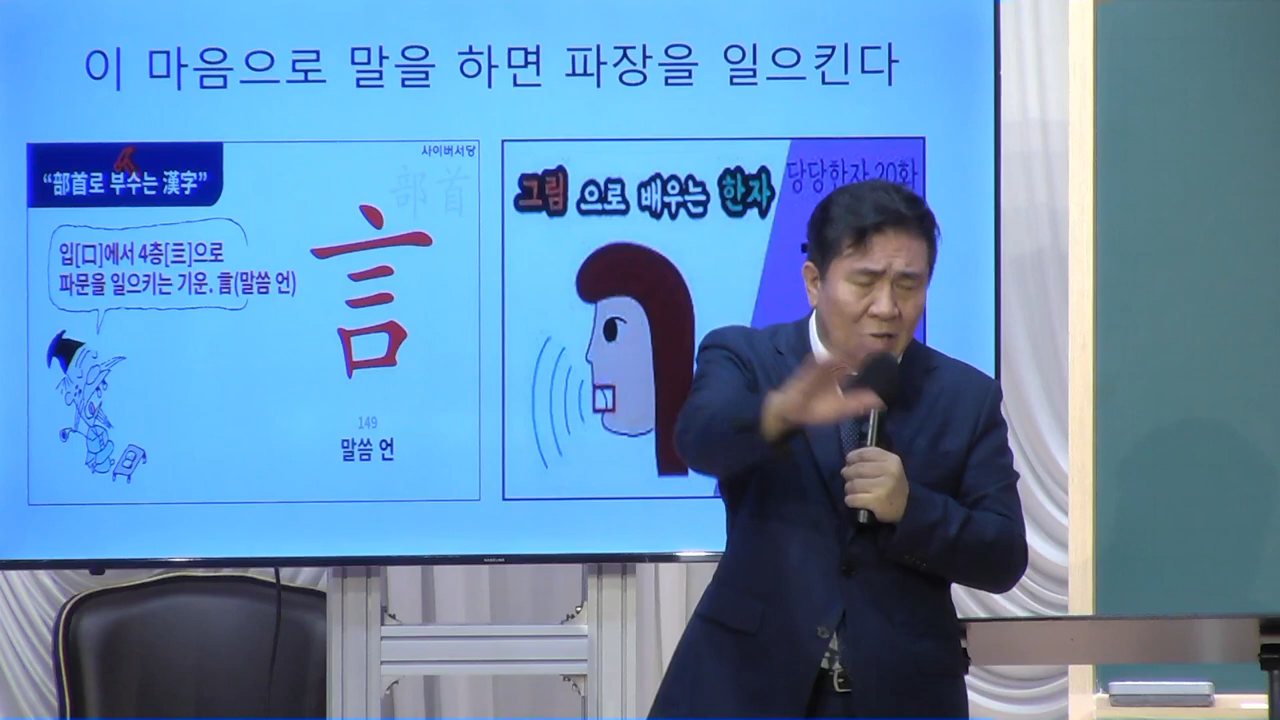 이 마음으로 말을 하면 파장을 일으킨다
사이버서당
“部首로 부수는 漢字”
部首
입[口]에서 4층[亖]으로
파문을 일으키는 기운. 言(말씀 언)
言
149
말씀 언
그림 으로 배우는 한자
당당한자 20화